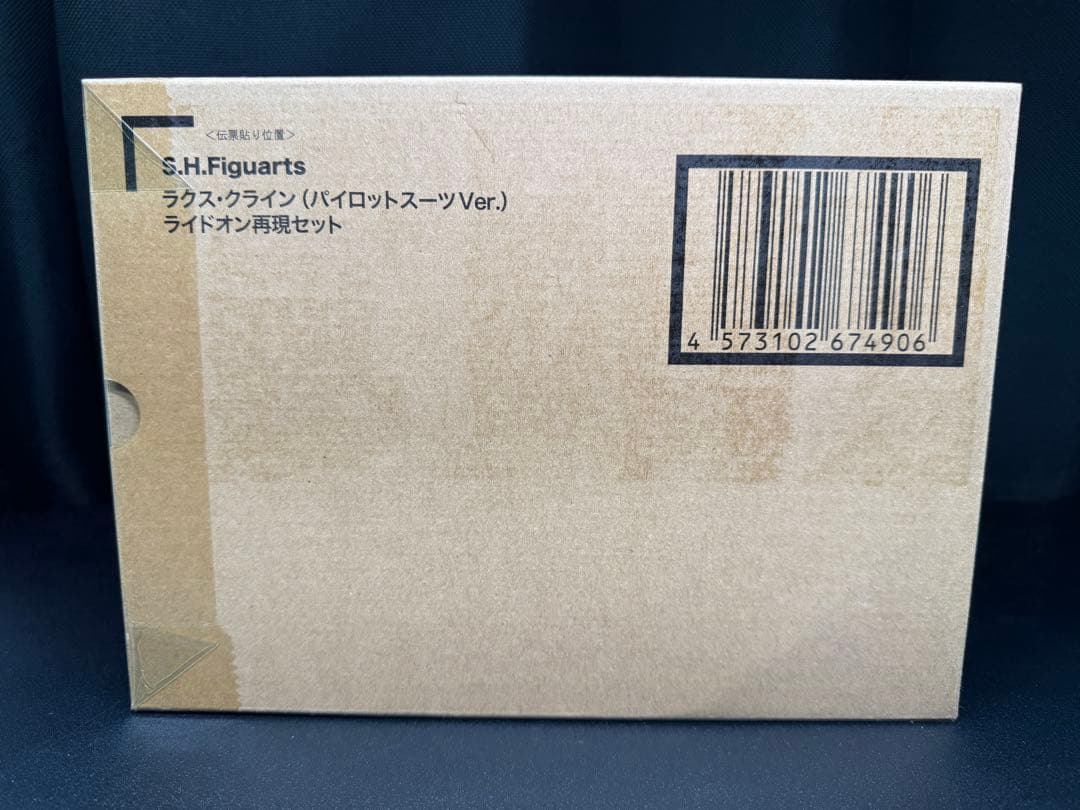 <伝票貼り位置>
S.H.Figuarts
ラクス・クライン(パイロットスーツVer.)
ライドオン再現セット
4 573102 674906